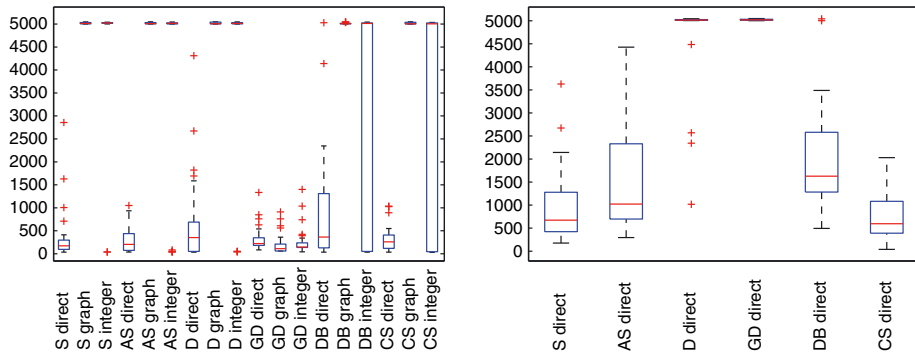 5000
4500
4000
3500
3000
2500
2000
1500
1000
500
0
S direct
S graph
S integer
AS direct
AS graph
AS integer
D direct
D graph
D integer
GD direct
GD graph
GD integer
DB direct
DB graph
DB integer
CS direct
CS graph
CS integer
5000
4500
4000
3500
3000
2500
2000
1500
1000
500
0
S direct
AS direct
D direct
GD direct
DB direct
CS direct